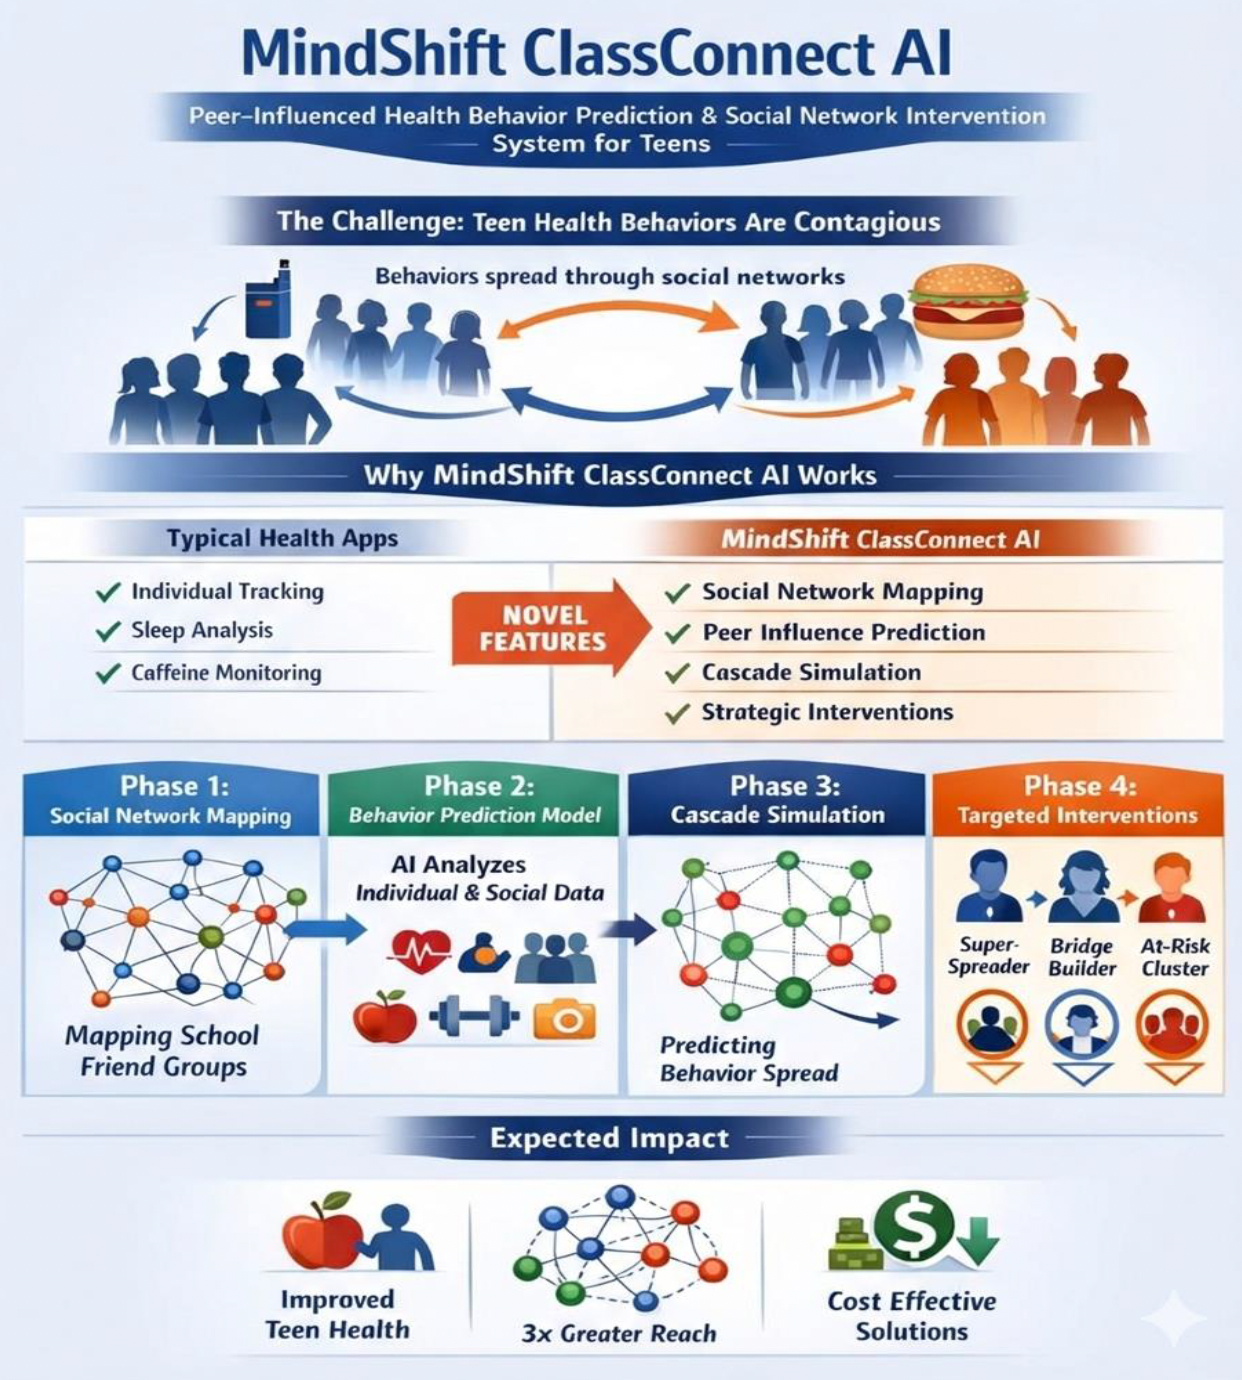 MindShift ClassConnect AI
Peer-Influenced Health Behavior Prediction & Social Network Intervention
System for Teens
The Challenge: Teen Health Behaviors Are Contagious
Behaviors spread through social networks
Why MindShift ClassConnect AI Works
Typical Health Apps
Individual Tracking
Sleep Analysis
Caffeine Monitoring
NOVEL
FEATURES
MindShift ClassConnect AI
Social Network Mapping
Peer Influence Prediction
Cascade Simulation
Strategic Interventions
Phase 1:
Social Network Mapping
Mapping School
Friend Groups
Phase 2:
Behavior Prediction Model
AI Analyzes
Individual & Social Data
Phase 3:
Cascade Simulation
Predicting
Behavior Spread
Phase 4:
Targeted Interventions
Super-
Spreader
Bridge
Builder
At-Risk
Cluster
Expected Impact
Improved
Teen Health
3x Greater Reach
$
Cost Effective
Solutions